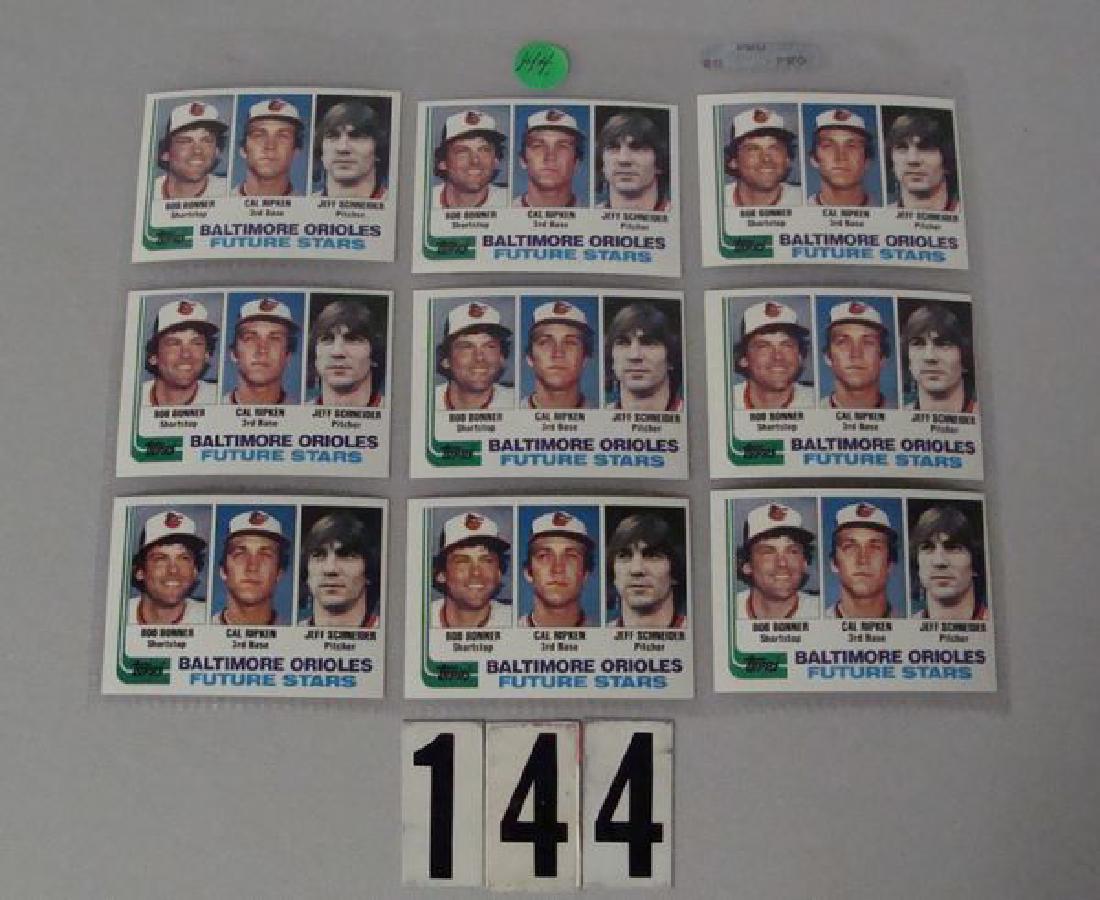 144
BOB BONNER CAL RIPKEN JEFF SCHNEIDER
Shortstop 3rd Base Pitcher
Topps BALTIMORE ORIOLES
FUTURE STARS
BOB BONNER CAL RIPKEN JEFF SCHNEIDER
Shortstop 3rd Base Pitcher
Topps BALTIMORE ORIOLES
FUTURE STARS
BOB BONNER CAL RIPKEN JEFF SCHNEIDER
Shortstop 3rd Base Pitcher
Topps BALTIMORE ORIOLES
FUTURE STARS
BOB BONNER CAL RIPKEN JEFF SCHNEIDER
Shortstop 3rd Base Pitcher
Topps BALTIMORE ORIOLES
FUTURE STARS
BOB BONNER CAL RIPKEN JEFF SCHNEIDER
Shortstop 3rd Base Pitcher
Topps BALTIMORE ORIOLES
FUTURE STARS
BOB BONNER CAL RIPKEN JEFF SCHNEIDER
Shortstop 3rd Base Pitcher
Topps BALTIMORE ORIOLES
FUTURE STARS
BOB BONNER CAL RIPKEN JEFF SCHNEIDER
Shortstop 3rd Base Pitcher
Topps BALTIMORE ORIOLES
FUTURE STARS
BOB BONNER CAL RIPKEN JEFF SCHNEIDER
Shortstop 3rd Base Pitcher
Topps BALTIMORE ORIOLES
FUTURE STARS
BOB BONNER CAL RIPKEN JEFF SCHNEIDER
Shortstop 3rd Base Pitcher
Topps BALTIMORE ORIOLES
FUTURE STARS
144